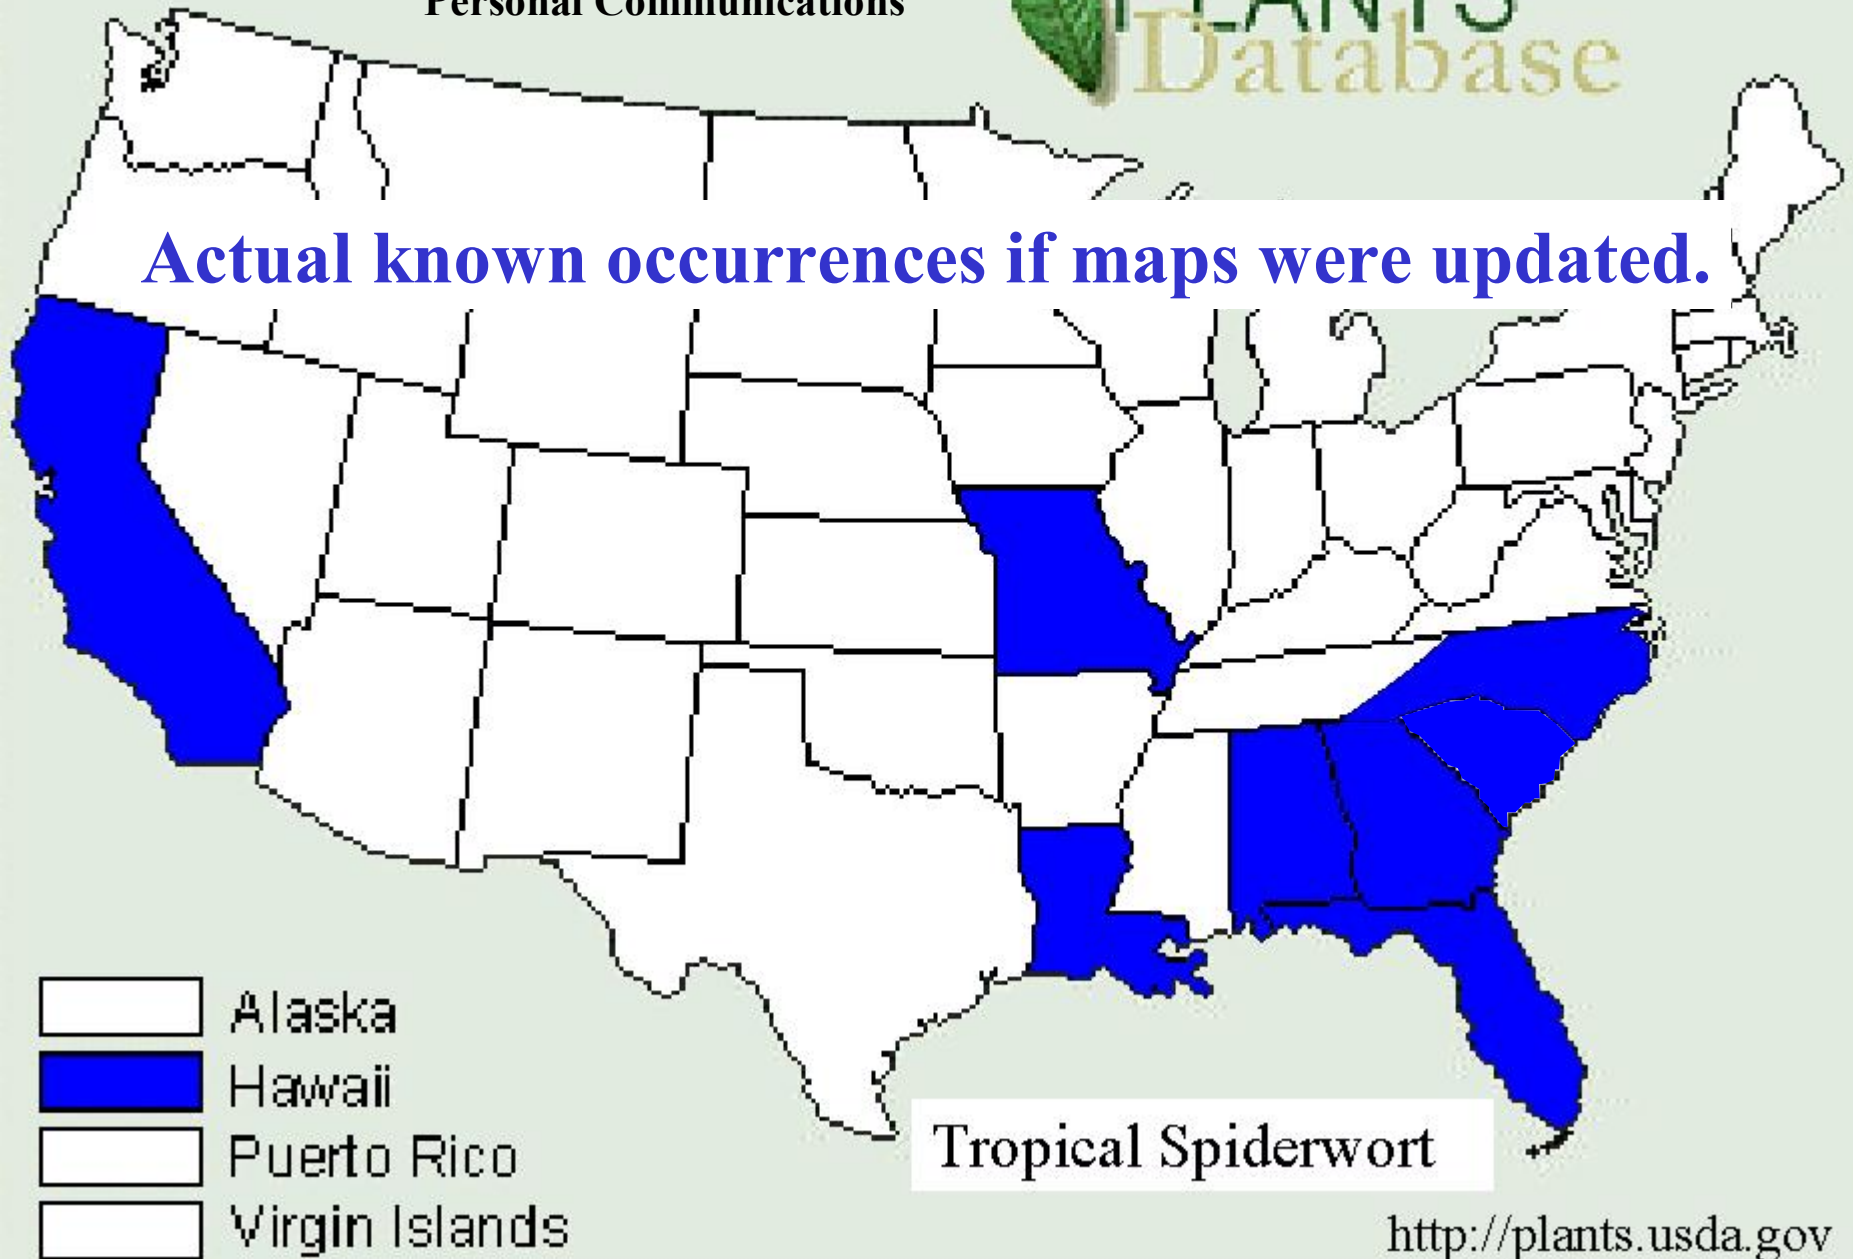 Personal Communications
PLANTS
Database
Actual known occurrences if maps were updated.
Alaska
Hawaii
Puerto Rico
Virgin Islands
Tropical Spiderwort
http://plants.usda.gov